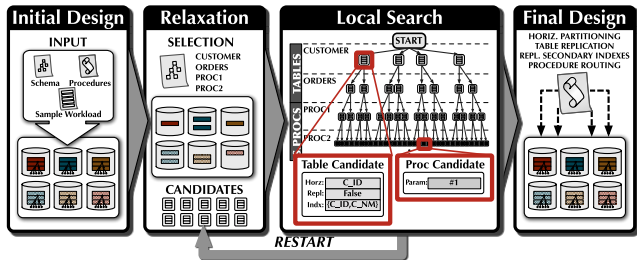 Initial Design
INPUT
Schema
Procedures
Sample Workload
Relaxation
SELECTION
CUSTOMER
ORDERS
PROC1
PROC2
CANDIDATES
Local Search
START
TABLES
CUSTOMER
ORDERS
PROCS
PROC1
PROC2
Table Candidate
Horz: C_ID
Repl: False
Indx: {C_ID,C_NM}
Proc Candidate
Param: #1
Final Design
HORIZ. PARTITIONING
TABLE REPLICATION
REPL. SECONDARY INDEXES
PROCEDURE ROUTING
RESTART